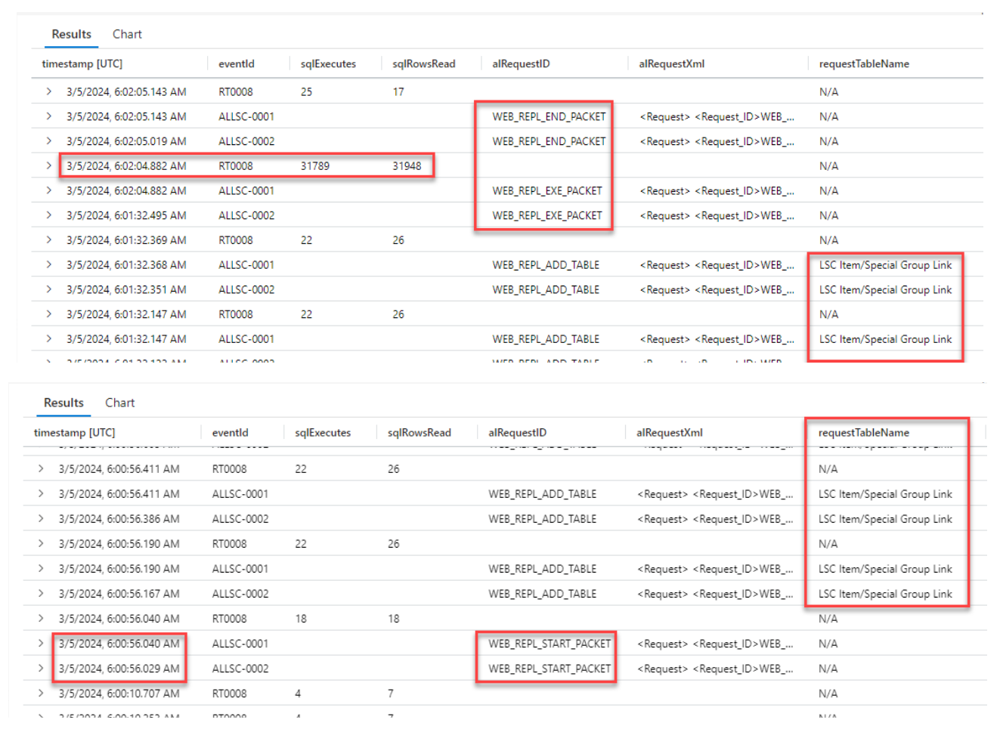 Results Chart
timestamp [UTC] eventId sqlExecutes sqlRowsRead alRequestID alRequestXml requestTableName
3/5/2024, 6:02:05.143 AM RT0008 25 17 N/A
3/5/2024, 6:02:05.143 AM ALLSC-0001 WEB_REPL_END_PACKET <Request> <Request_ID>WEB_... N/A
3/5/2024, 6:02:05.019 AM ALLSC-0002 WEB_REPL_END_PACKET <Request> <Request_ID>WEB_... N/A
3/5/2024, 6:02:04.882 AM RT0008 31789 31948 N/A
3/5/2024, 6:02:04.882 AM ALLSC-0001 WEB_REPL_EXE_PACKET <Request> <Request_ID>WEB_... N/A
3/5/2024, 6:01:32.495 AM ALLSC-0002 WEB_REPL_EXE_PACKET <Request> <Request_ID>WEB_... N/A
3/5/2024, 6:01:32.369 AM RT0008 22 26 N/A
3/5/2024, 6:01:32.368 AM ALLSC-0001 WEB_REPL_ADD_TABLE <Request> <Request_ID>WEB_... LSC Item/Special Group Link
3/5/2024, 6:01:32.351 AM ALLSC-0002 WEB_REPL_ADD_TABLE <Request> <Request_ID>WEB_... LSC Item/Special Group Link
3/5/2024, 6:01:32.147 AM RT0008 22 26 N/A
3/5/2024, 6:01:32.147 AM ALLSC-0001 WEB_REPL_ADD_TABLE <Request> <Request_ID>WEB_... LSC Item/Special Group Link
Results Chart
timestamp [UTC] eventId sqlExecutes sqlRowsRead alRequestID alRequestXml requestTableName
3/5/2024, 6:00:56.411 AM RT0008 22 26 N/A
3/5/2024, 6:00:56.411 AM ALLSC-0001 WEB_REPL_ADD_TABLE <Request> <Request_ID>WEB_... LSC Item/Special Group Link
3/5/2024, 6:00:56.386 AM ALLSC-0002 WEB_REPL_ADD_TABLE <Request> <Request_ID>WEB_... LSC Item/Special Group Link
3/5/2024, 6:00:56.190 AM RT0008 22 26 N/A
3/5/2024, 6:00:56.190 AM ALLSC-0001 WEB_REPL_ADD_TABLE <Request> <Request_ID>WEB_... LSC Item/Special Group Link
3/5/2024, 6:00:56.167 AM ALLSC-0002 WEB_REPL_ADD_TABLE <Request> <Request_ID>WEB_... LSC Item/Special Group Link
3/5/2024, 6:00:56.040 AM RT0008 18 18 N/A
3/5/2024, 6:00:56.040 AM ALLSC-0001 WEB_REPL_START_PACKET <Request> <Request_ID>WEB_... N/A
3/5/2024, 6:00:56.029 AM ALLSC-0002 WEB_REPL_START_PACKET <Request> <Request_ID>WEB_... N/A
3/5/2024, 6:00:10.707 AM RT0008 4 7 N/A